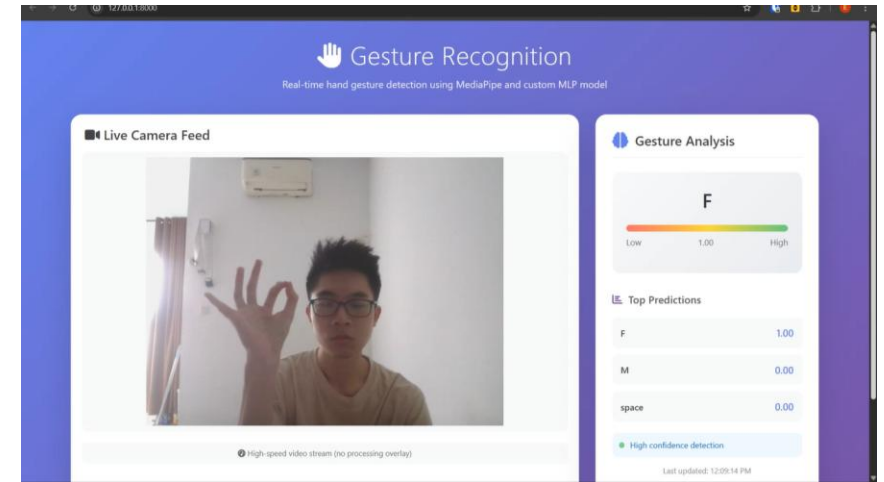 127.0.0.1:8000
Gesture Recognition
Real-time hand gesture detection using MediaPipe and custom MLP model
Live Camera Feed
High-speed video stream (no processing overlay)
Gesture Analysis
F
Low 1.00 High
Top Predictions
F 1.00
M 0.00
space 0.00
High confidence detection
Last updated: 12:09:14 PM